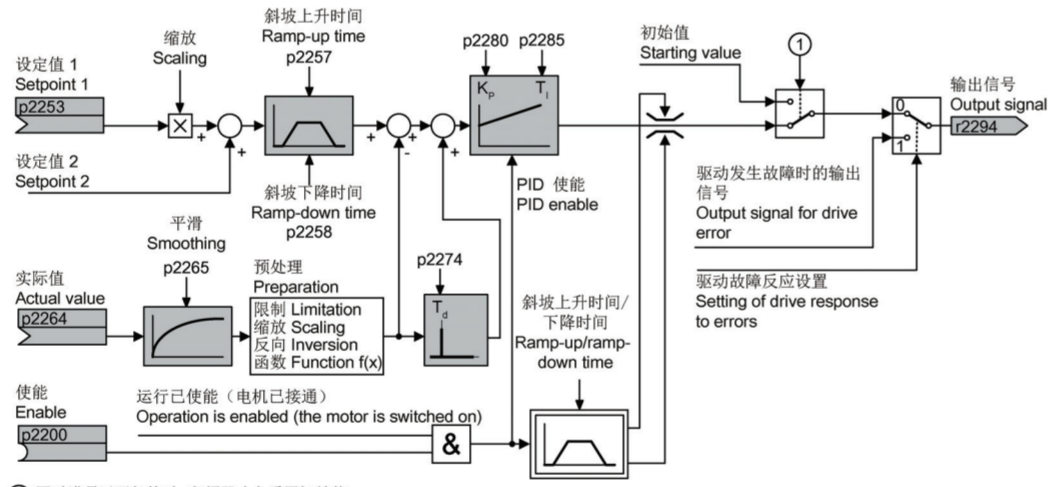 缩放
Scaling
斜坡上升时间
Ramp-up time
p2257
p2280 p2285
初始值
Starting value
1
设定值 1
Setpoint 1
p2253
输出信号
Output signal
r2294
K_P T_I
0
1
+
+
+
-
+
+
设定值 2
Setpoint 2
斜坡下降时间
Ramp-down time
p2258
PID 使能
PID enable
驱动发生故障时的输出
信号
Output signal for drive
error
平滑
Smoothing
p2265
预处理
Preparation
限制 Limitation
缩放 Scaling
反向 Inversion
函数 Function f(x)
p2274
T_d
驱动故障反应设置
Setting of drive response
to errors
实际值
Actual value
p2264
斜坡上升时间/
下降时间
Ramp-up/ramp-
down time
使能
Enable
p2200
运行已使能（电机已接通）
Operation is enabled (the motor is switched on)
&